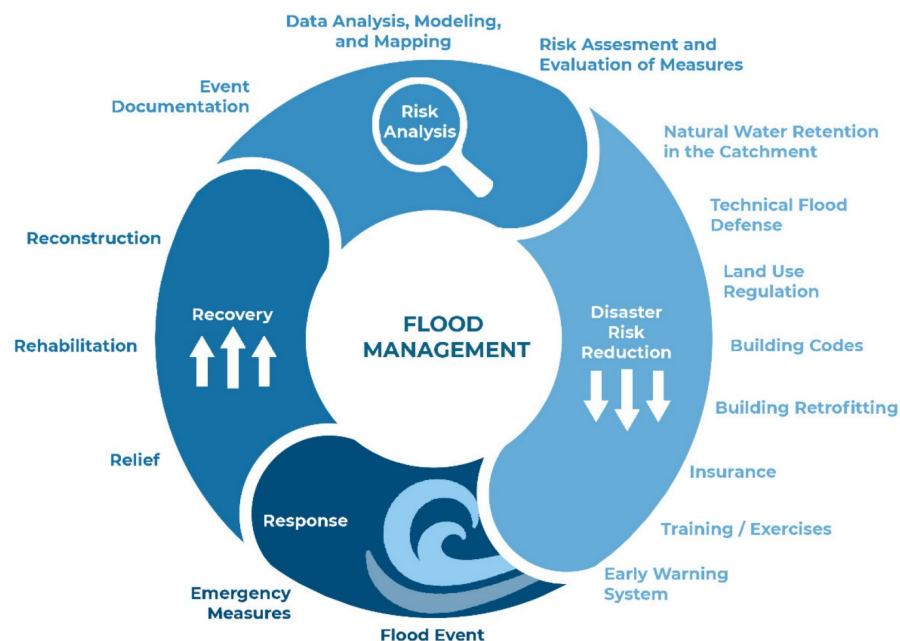 Data Analysis, Modeling,
and Mapping
Risk Assesment and
Evaluation of Measures
Event
Documentation
Risk
Analysis
Natural Water Retention
in the Catchment
Technical Flood
Defense
Reconstruction
Land Use
Regulation
Recovery
FLOOD
MANAGEMENT
Disaster
Risk
Reduction
Rehabilitation
Building Codes
Building Retrofitting
Relief
Insurance
Response
Training / Exercises
Early Warning
System
Emergency
Measures
Flood Event